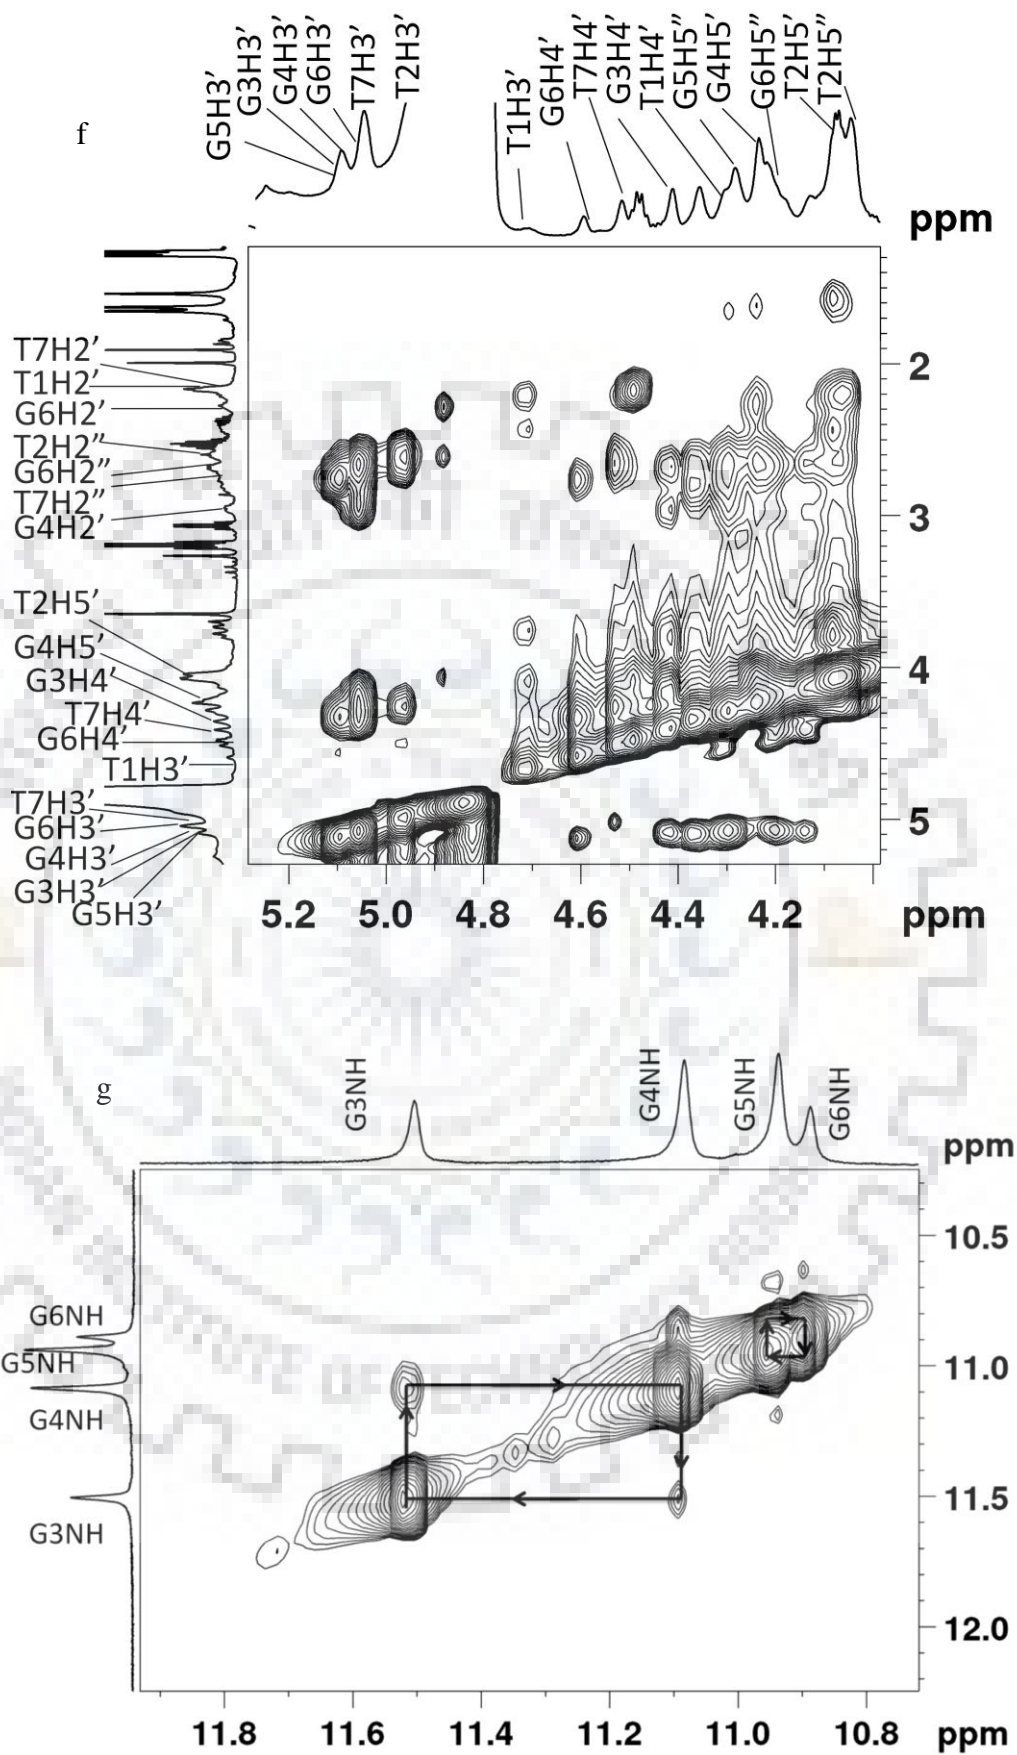 f
G5H3’
G3H3’
G4H3’
G6H3’
T7H3’
T2H3’
T1H3’
G6H4’
T7H4’
G3H4’
T1H4’
G5H5”
G4H5’
G6H5”
T2H5’
T2H5”
ppm
T7H2’
T1H2’
G6H2’
T2H2”
G6H2”
T7H2”
G4H2’
T2H5’
G4H5’
G3H4’
T7H4’
G6H4’
T1H3’
T7H3’
G6H3’
G4H3’
G3H3’
G5H3’
2
3
4
5
5.2 5.0 4.8 4.6 4.4 4.2 ppm
g
G3NH
G4NH
G5NH
G6NH
ppm
G6NH
G5NH
G4NH
G3NH
10.5
11.0
11.5
12.0
11.8 11.6 11.4 11.2 11.0 10.8 ppm